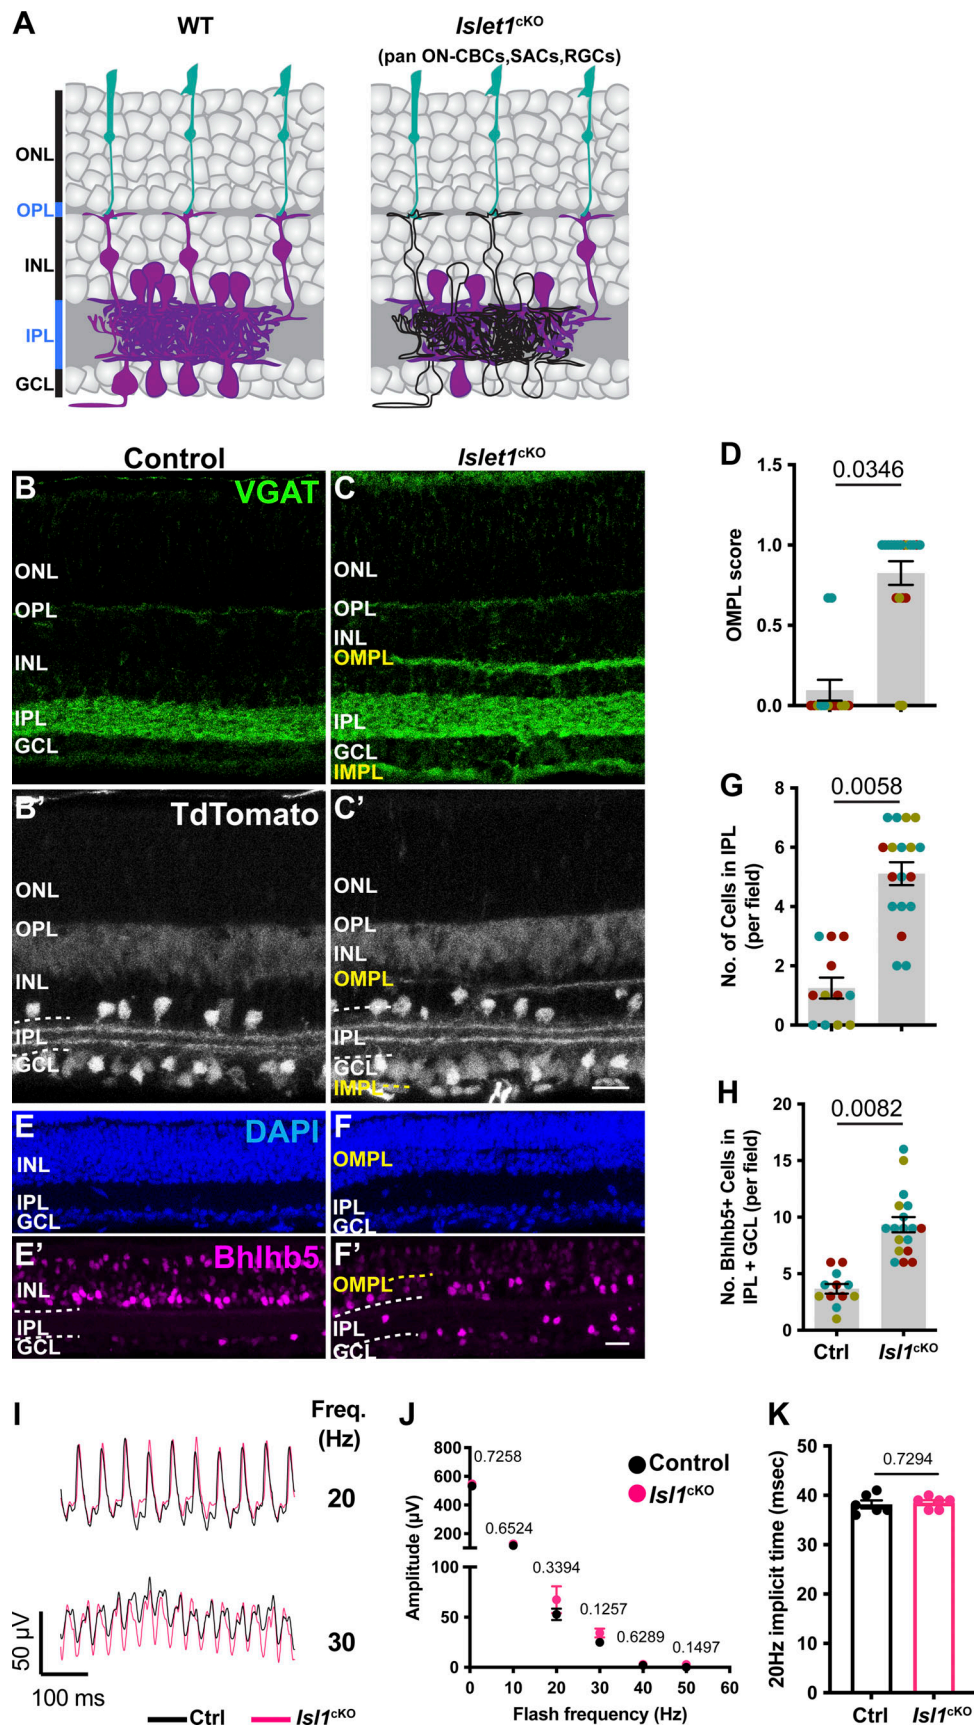 A
WT
Islet1cKO
(pan ON-CBCs,SACs,RGCs)
ONL
OPL
INL
IPL
GCL
Control
Islet1cKO
B
VGAT
ONL
OPL
INL
IPL
GCL
C
ONL
OPL
INL
OMPL
IPL
GCL
IMPL
D
OMPL score
1.5
1.0
0.5
0.0
0.0346
B’
TdTomato
ONL
OPL
INL
IPL
GCL
C’
ONL
OPL
INL
OMPL
IPL
GCL
IMPL
G
No. of Cells in IPL
(per field)
8
6
4
2
0
0.0058
E
DAPI
INL
IPL
GCL
F
OMPL
IPL
GCL
E’
Bhlhb5
INL
IPL
GCL
F’
OMPL
IPL
GCL
H
No. Bhlhb5+ Cells in
IPL + GCL (per field)
20
15
10
5
0
0.0082
Ctrl
Isl1cKO
I
Freq.
(Hz)
20
30
50 µV
100 ms
Ctrl
Isl1cKO
J
Amplitude (µV)
800
600
400
200
100
50
0
0.7258
0.6524
0.3394
0.1257
0.6289
0.1497
Control
Isl1cKO
0 10 20 30 40 50 60
Flash frequency (Hz)
K
20Hz implicit time (msec)
50
40
30
20
10
0
0.7294
Ctrl
Isl1cKO